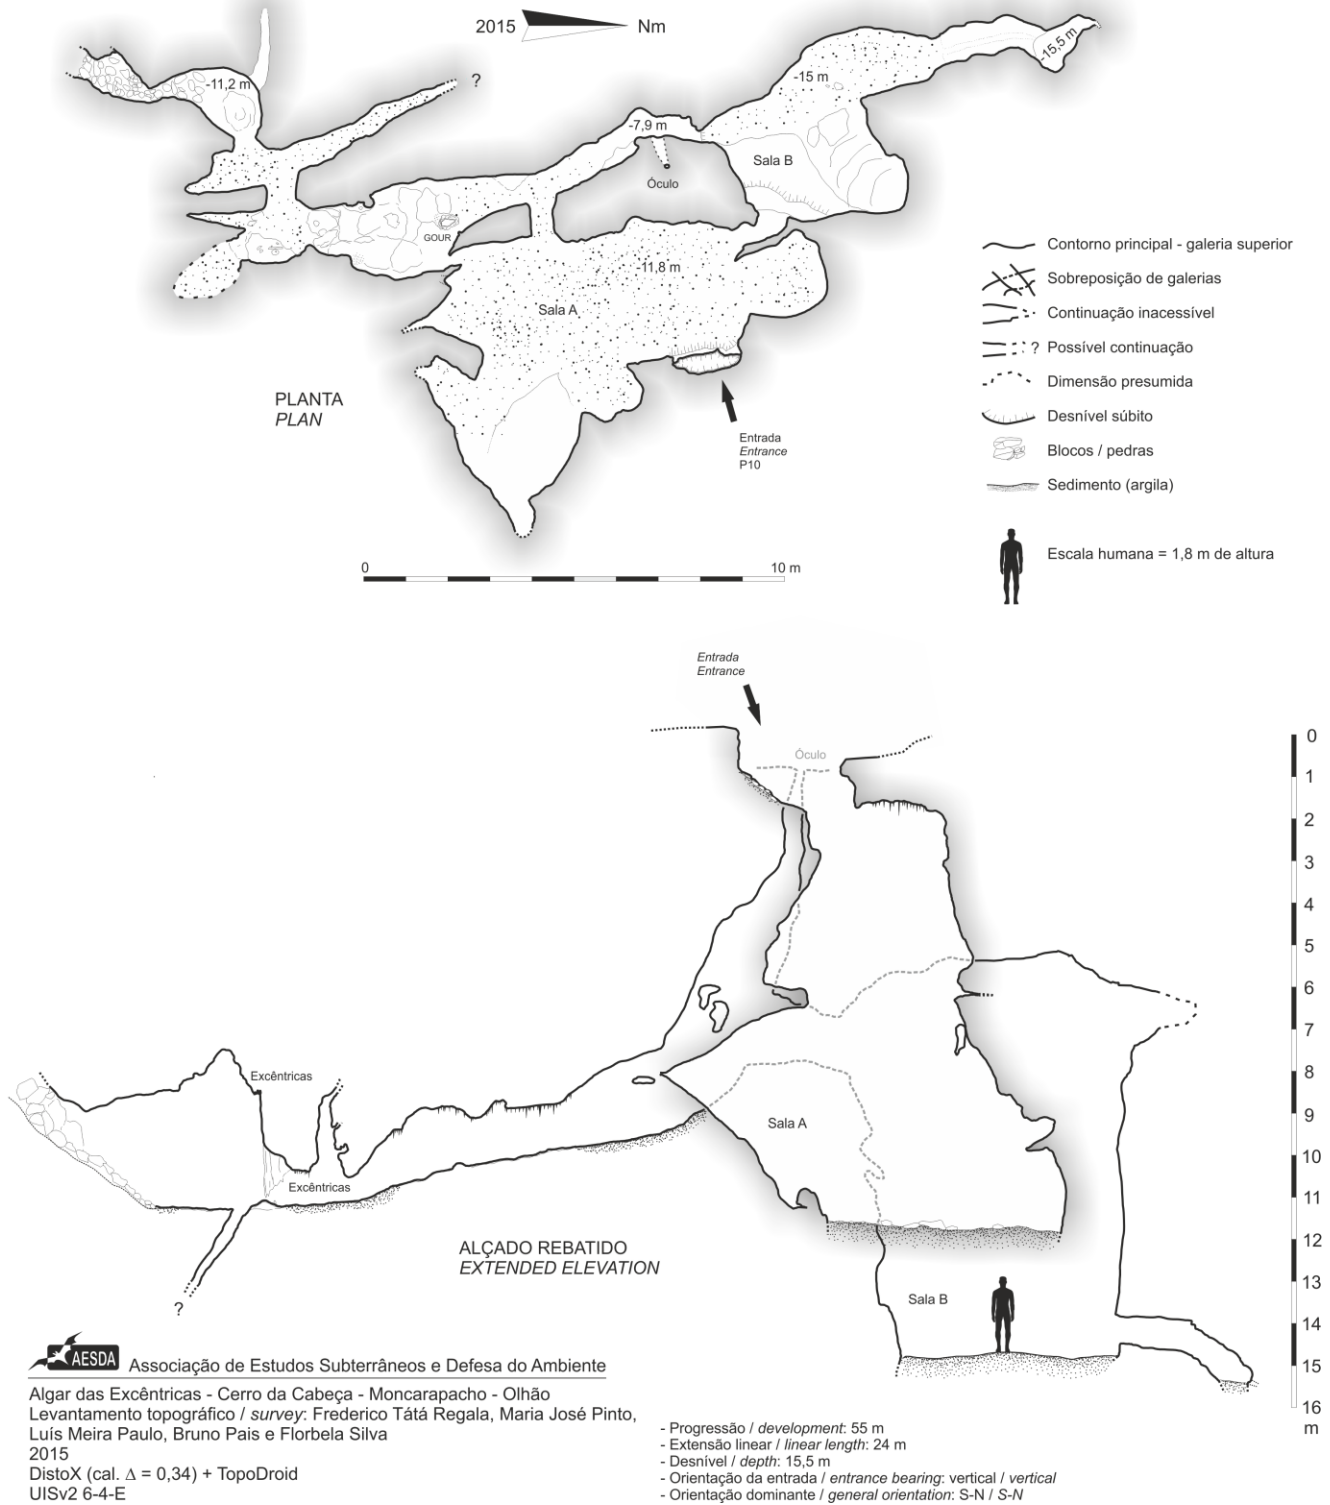 2015
Nm
-11,2 m
?
-7,9 m
-15 m
-15,5 m
Sala B
Óculo
GOUR
-11,8 m
Sala A
PLANTA
PLAN
Entrada
Entrance
P10
Contorno principal - galeria superior
Sobreposição de galerias
Continuação inacessível
? Possível continuação
Dimensão presumida
Desnível súbito
Blocos / pedras
Sedimento (argila)
Escala humana = 1,8 m de altura
0
10 m
Entrada
Entrance
Óculo
Excêntricas
Excêntricas
Sala A
Sala B
?
ALÇADO REBATIDO
EXTENDED ELEVATION
0
1
2
3
4
5
6
7
8
9
10
11
12
13
14
15
16
m
AESDA
Associação de Estudos Subterrâneos e Defesa do Ambiente
Algar das Excêntricas - Cerro da Cabeça - Moncarapacho - Olhão
Levantamento topográfico / survey: Frederico Tátá Regala, Maria José Pinto,
Luís Meira Paulo, Bruno Pais e Florbela Silva
2015
DistoX (cal. Δ = 0,34) + TopoDroid
UISv2 6-4-E
- Progressão / development: 55 m
- Extensão linear / linear length: 24 m
- Desnível / depth: 15,5 m
- Orientação da entrada / entrance bearing: vertical / vertical
- Orientação dominante / general orientation: S-N / S-N